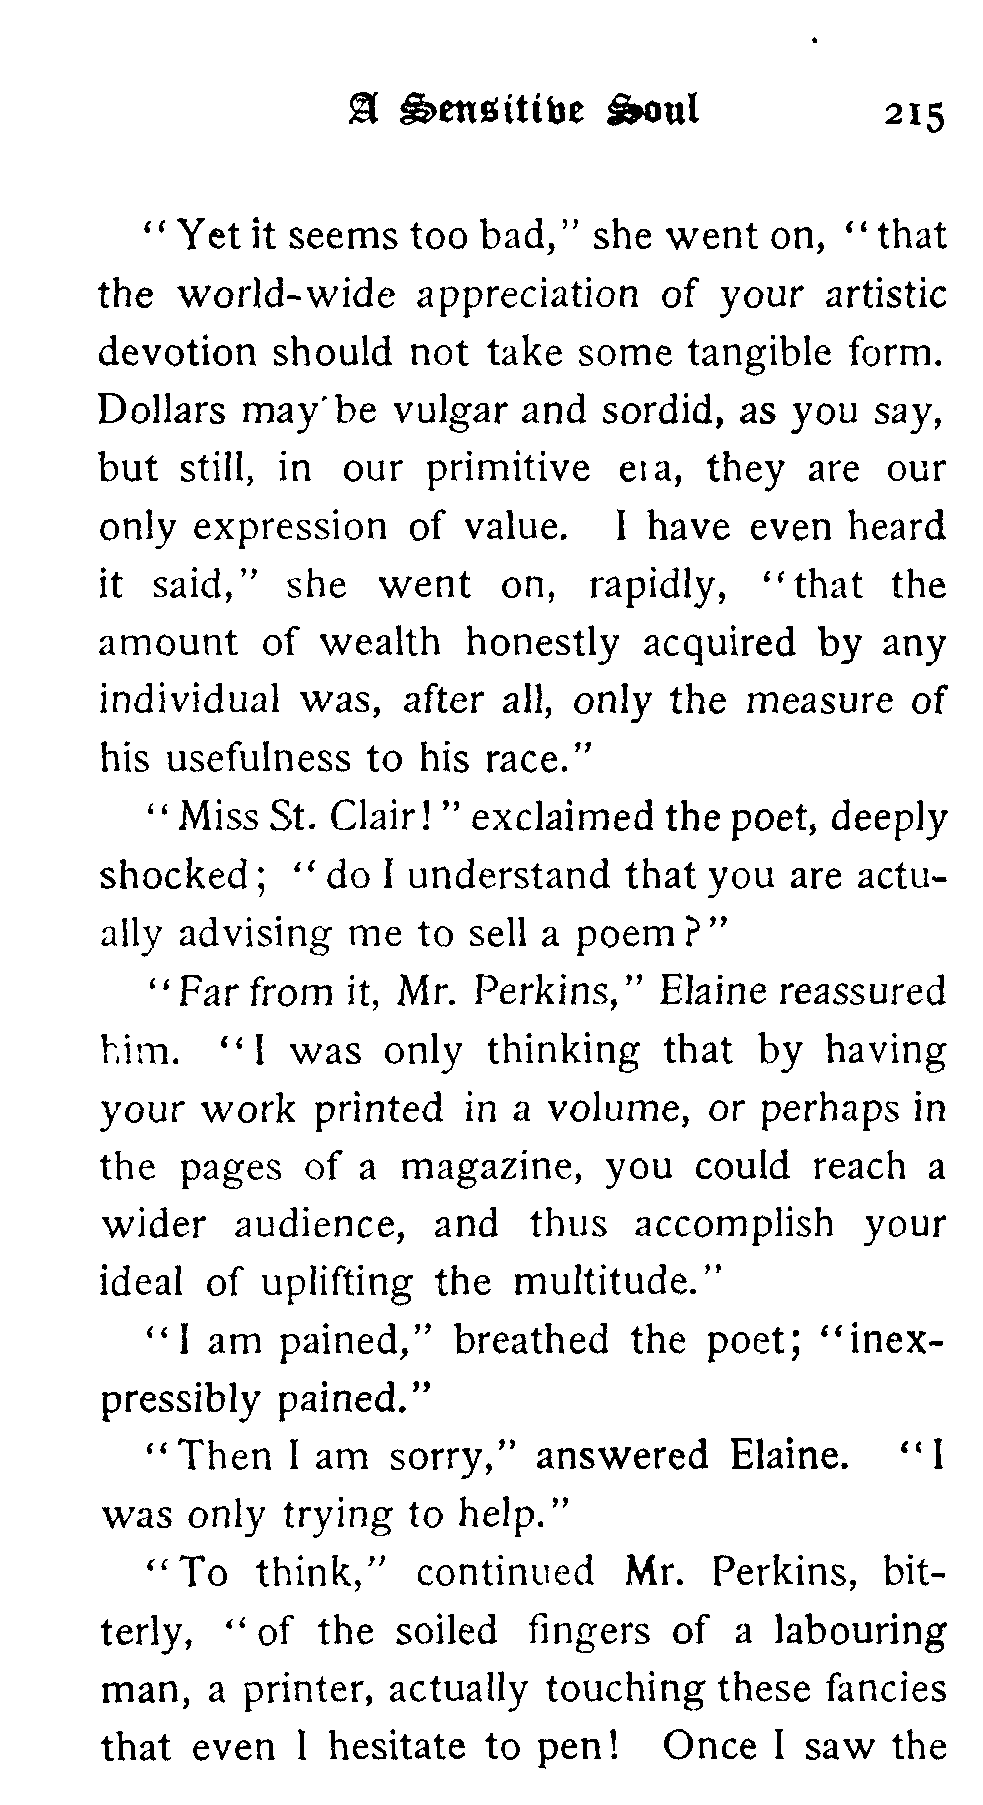 A Sensitive Soul 215
“Yet it seems too bad,” she went on, “that
the world-wide appreciation of your artistic
devotion should not take some tangible form.
Dollars may be vulgar and sordid, as you say,
but still, in our primitive era, they are our
only expression of value. I have even heard
it said,” she went on, rapidly, “that the
amount of wealth honestly acquired by any
individual was, after all, only the measure of
his usefulness to his race.”
“Miss St. Clair!” exclaimed the poet, deeply
shocked; “do I understand that you are actu-
ally advising me to sell a poem?”
“Far from it, Mr. Perkins,” Elaine reassured
him. “I was only thinking that by having
your work printed in a volume, or perhaps in
the pages of a magazine, you could reach a
wider audience, and thus accomplish your
ideal of uplifting the multitude.”
“I am pained,” breathed the poet; “inex-
pressibly pained.”
“Then I am sorry,” answered Elaine. “I
was only trying to help.”
“To think,” continued Mr. Perkins, bit-
terly, “of the soiled fingers of a labouring
man, a printer, actually touching these fancies
that even I hesitate to pen! Once I saw the